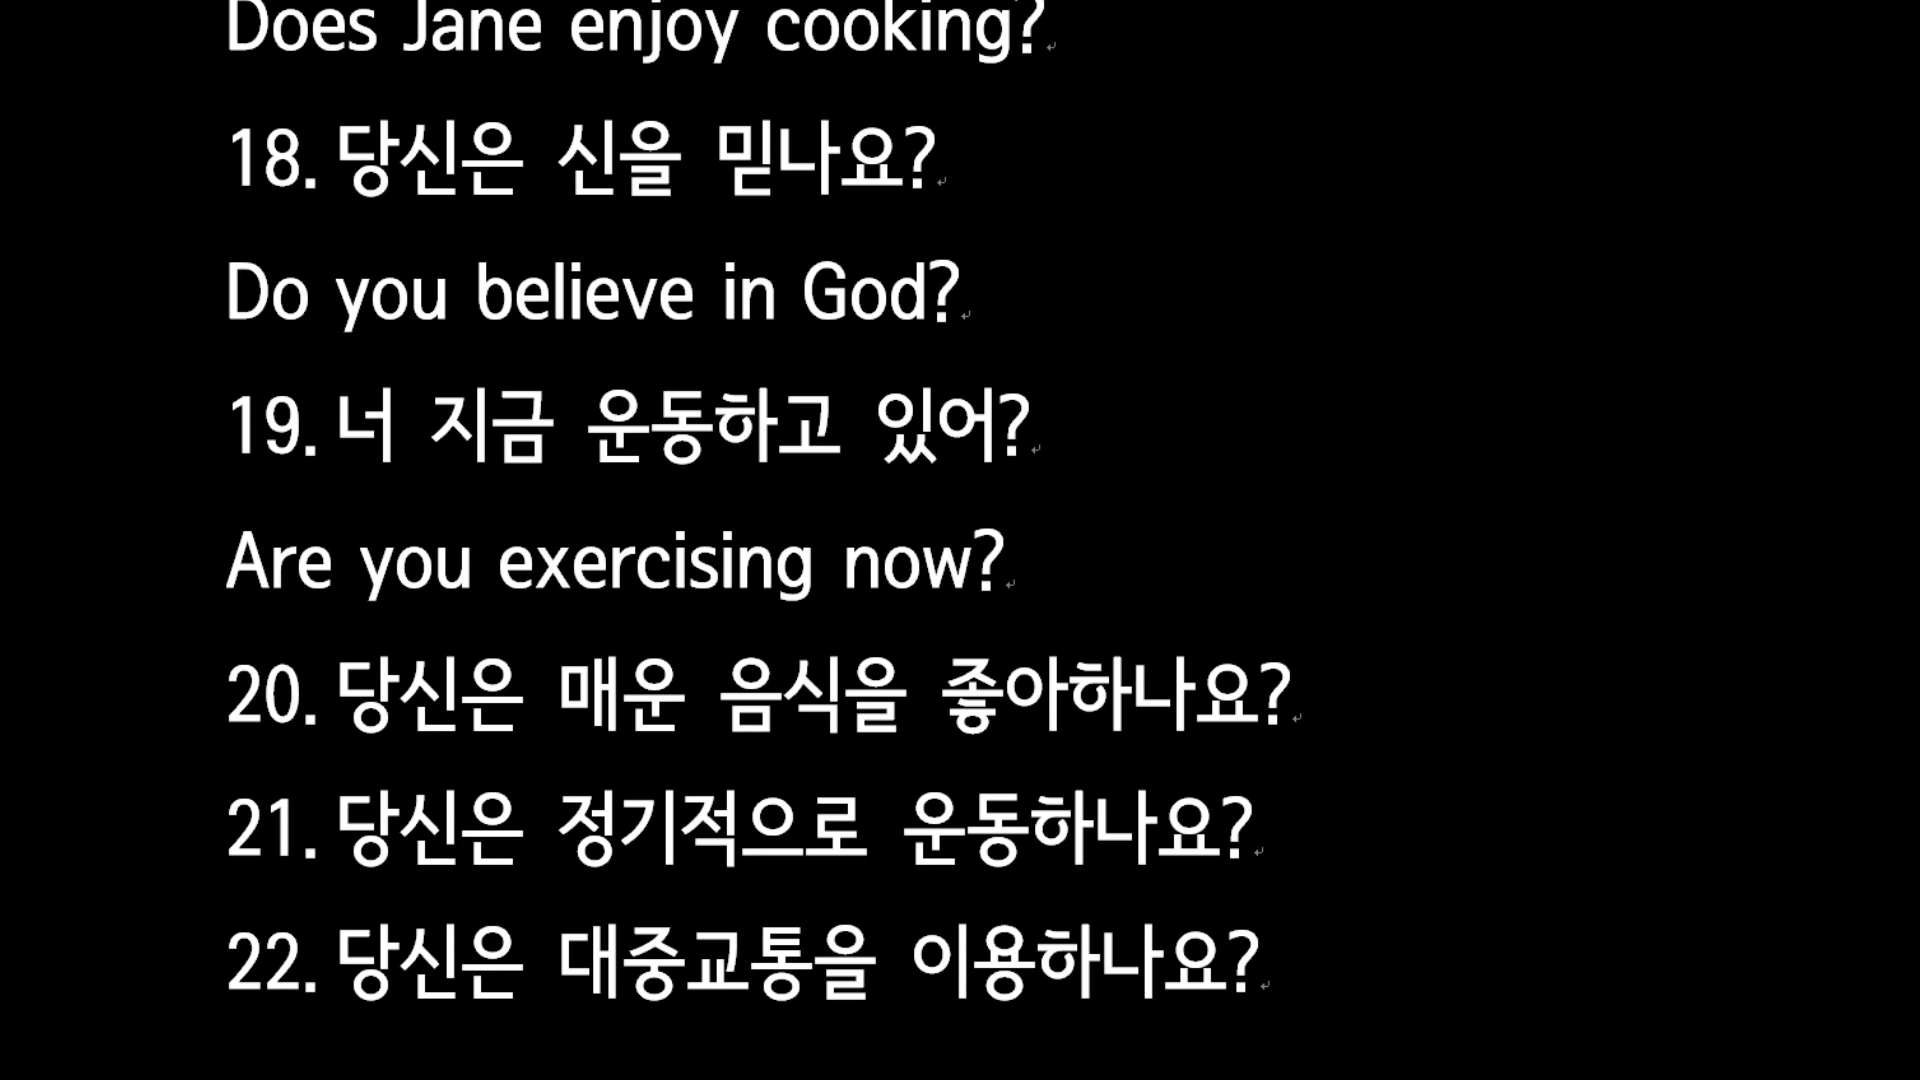 Does Jane enjoy cooking?
18. 당신은 신을 믿나요?
Do you believe in God?
19. 너 지금 운동하고 있어?
Are you exercising now?
20. 당신은 매운 음식을 좋아하나요?
21. 당신은 정기적으로 운동하나요?
22. 당신은 대중교통을 이용하나요?